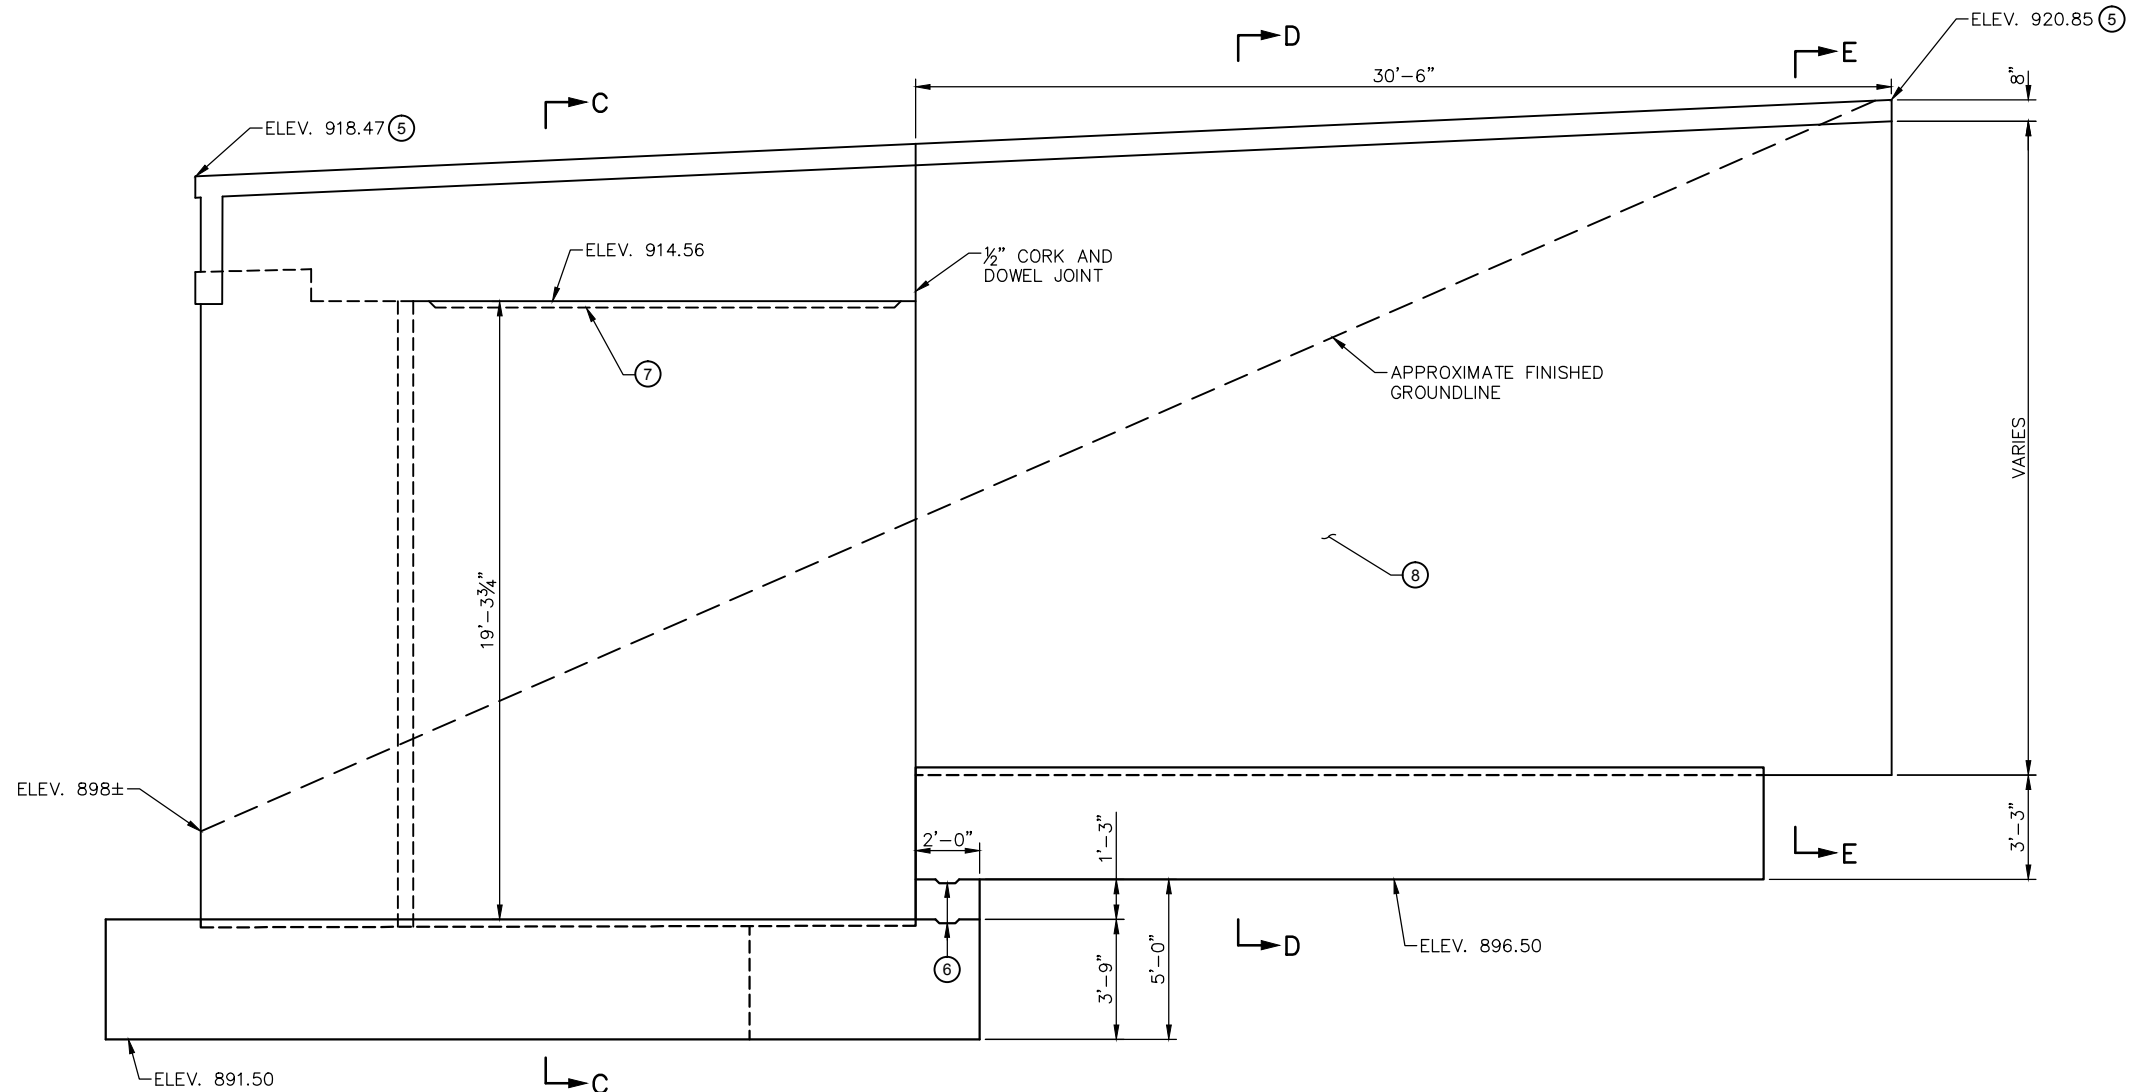 ELEV. 920.85 5
D
E
30'-6"
8"
C
ELEV. 918.47 5
ELEV. 914.56
½" CORK AND
DOWEL JOINT
7
APPROXIMATE FINISHED
GROUNDLINE
VARIES
8
19'-3¾"
ELEV. 898±
2'-0"
1'-3"
3'-3"
E
D
ELEV. 896.50
6
3'-9"
5'-0"
ELEV. 891.50
C